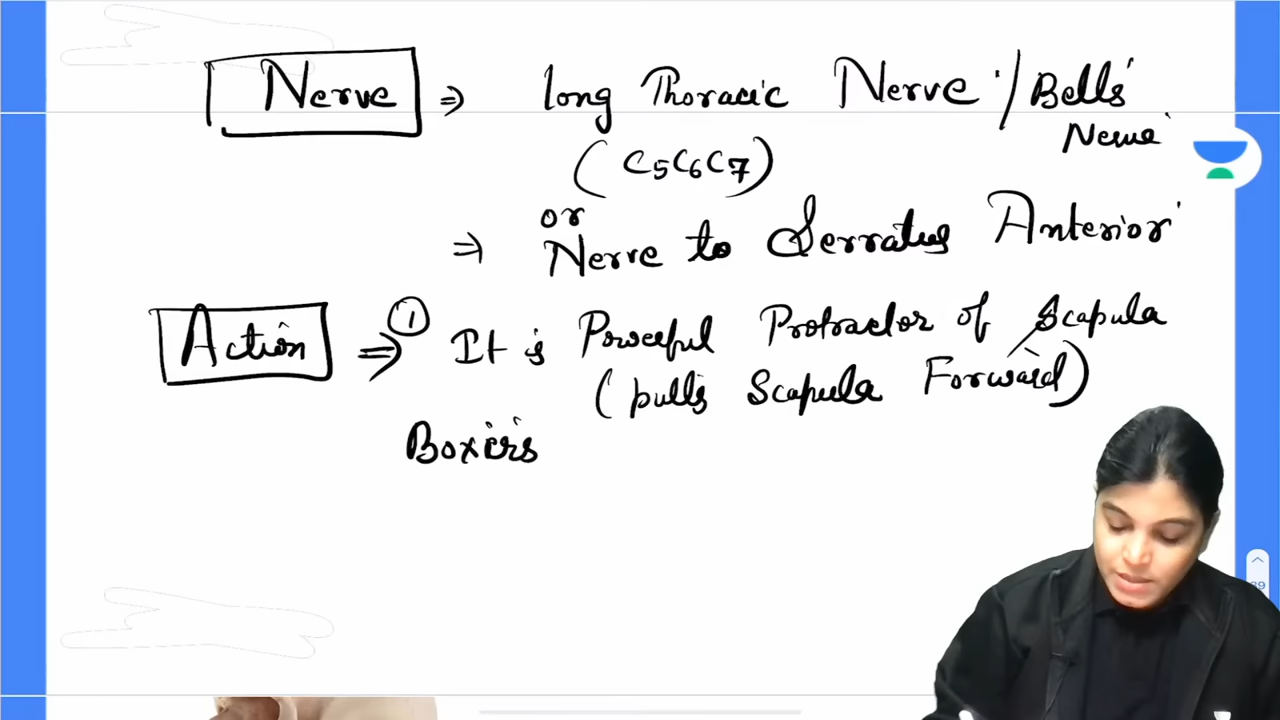 Nerve ⇒ long Thoracic Nerve / Bells'
Nerve
(C5C6C7)
or
⇒ Nerve to Serratus Anterior
Action ⇒ ① It is Powerful Protractor of Scapula
(pulls Scapula Forward)
Boxers
39